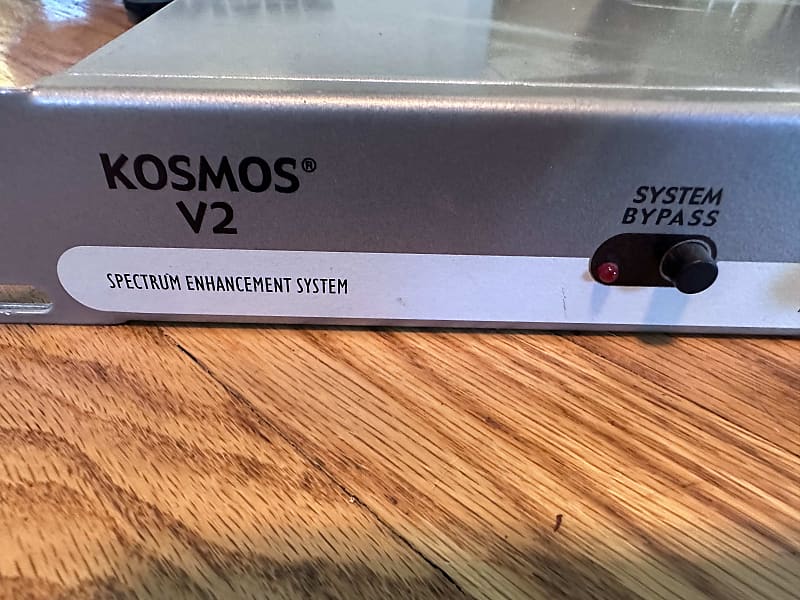 KOSMOS®
V2
SPECTRUM ENHANCEMENT SYSTEM
SYSTEM
BYPASS